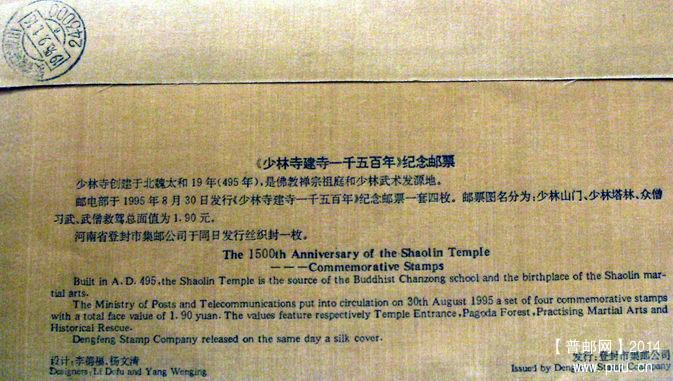 243000
1995.9.1.
《少林寺建寺一千五百年》纪念邮票
少林寺创建于北魏太和19年(495年),是佛教禅宗祖庭和少林武术发源地。
邮电部于1995年8月30日发行《少林寺建寺一千五百年》纪念邮票一套四枚。邮票图名分为:少林山门、少林塔林、众僧
习武、武僧救驾总面值为1.90元。
河南省登封市集邮公司于同日发行丝织封一枚。
The 1500th Anniversary of the Shaolin Temple
———Commemorative Stamps
Built in A.D. 495,the Shaolin Temple is the source of the Buddhist Chanzong school and the birthplace of the Shaolin mar-
tial arts.
The Ministry of Posts and Telecommunications put into circulation on 30th August 1995 a set of four commemorative stamps
with a total face value of 1.90 yuan. The values feature respectively Temple Entrance,Pagoda Forest,Practising Martial Arts and
Historical Rescue.
Dengfeng Stamp Company released on the same day a silk cover.
设计:李德福、杨文清
Designers:Li Defu and Yang Wenging
发行:登封市集邮公司
Issued by Dengfeng Stamp Company
【普邮网】2014
www.puu.cn